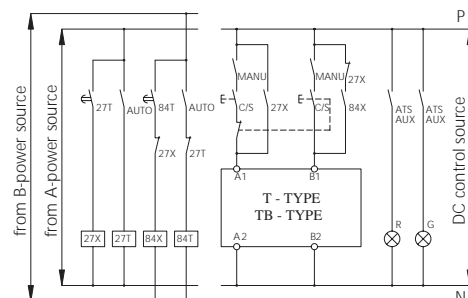 P
from B-power source
from A-power source
DC control source
MANU
MANU
27X
27T
AUTO
84T
AUTO
C/S
27X
C/S
84X
ATS
AUX
ATS
AUX
27X
27T
A1
B1
T - TYPE
TB - TYPE
27X
27T
84X
84T
A2
B2
R
G
N